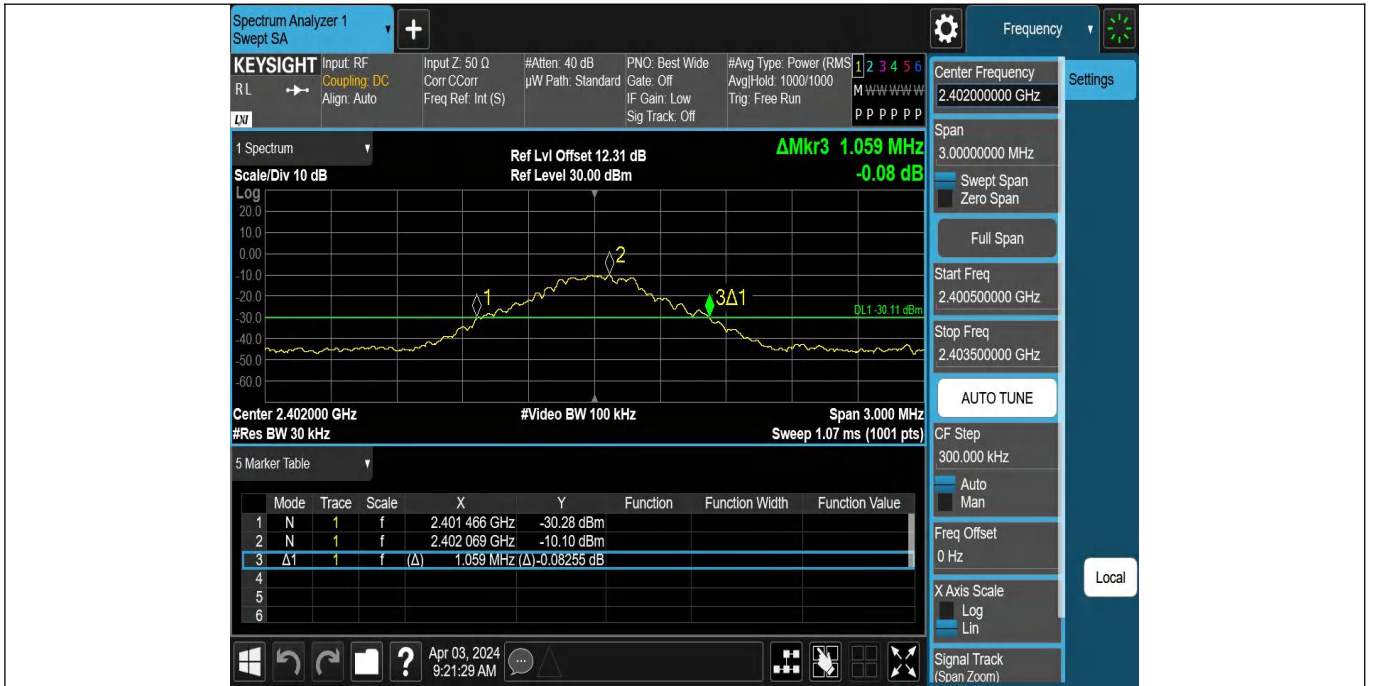 Spectrum Analyzer 1
Swept SA
+
Frequency
KEYSIGHT
RL
LXI
Input: RF
Coupling: DC
Align: Auto
Input Z: 50 Ω
Corr CCorr
Freq Ref: Int (S)
#Atten: 40 dB
µW Path: Standard
PNO: Best Wide
Gate: Off
IF Gain: Low
Sig Track: Off
#Avg Type: Power (RMS
Avg|Hold: 1000/1000
Trig: Free Run
1 2 3 4 5 6
M W W W W W
P P P P P P
1 Spectrum
Scale/Div 10 dB
Ref Lvl Offset 12.31 dB
Ref Level 30.00 dBm
ΔMkr3 1.059 MHz
-0.08 dB
Log
20.0
10.0
0.00
-10.0
-20.0
-30.0
-40.0
-50.0
-60.0
1
2
3Δ1
DL1 -30.11 dBm
Center 2.402000 GHz
#Video BW 100 kHz
Span 3.000 MHz
#Res BW 30 kHz
Sweep 1.07 ms (1001 pts)
5 Marker Table
Mode Trace Scale X Y Function Function Width Function Value
1 N 1 f 2.401 466 GHz -30.28 dBm
2 N 1 f 2.402 069 GHz -10.10 dBm
3 Δ1 1 f (Δ) 1.059 MHz (Δ) -0.08255 dB
4
5
6
Apr 03, 2024
9:21:29 AM
?
Center Frequency
2.402000000 GHz
Settings
Span
3.00000000 MHz
Swept Span
Zero Span
Full Span
Start Freq
2.400500000 GHz
Stop Freq
2.403500000 GHz
AUTO TUNE
CF Step
300.000 kHz
Auto
Man
Freq Offset
0 Hz
Local
X Axis Scale
Log
Lin
Signal Track
(Span Zoom)